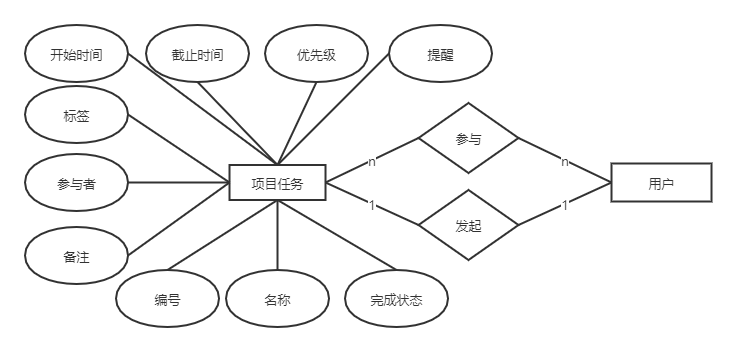 开始时间
截止时间
优先级
提醒
标签
参与者
备注
项目任务
编号
名称
完成状态
n
参与
n
1
发起
1
用户